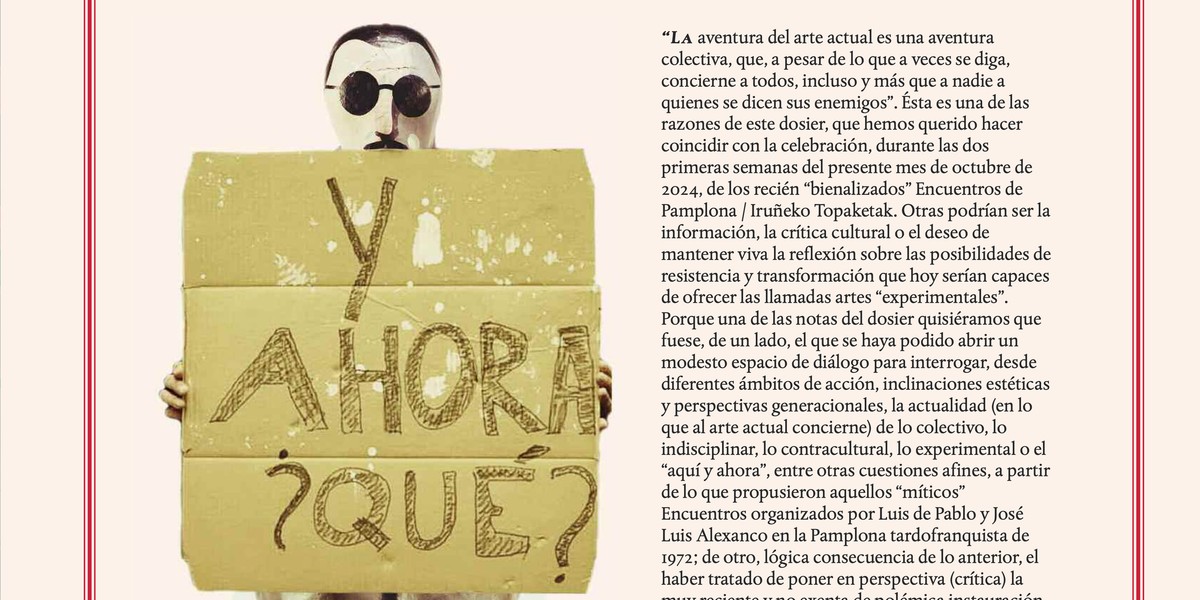 Y
AHORA
?QUÉ?
“LA aventura del arte actual es una aventura
colectiva, que, a pesar de lo que a veces se diga,
concierne a todos, incluso y más que a nadie a
quienes se dicen sus enemigos”. Ésta es una de las
razones de este dosier, que hemos querido hacer
coincidir con la celebración, durante las dos
primeras semanas del presente mes de octubre de
2024, de los recién “bienalizados” Encuentros de
Pamplona / Iruñeko Topaketak. Otras podrían ser la
información, la crítica cultural o el deseo de
mantener viva la reflexión sobre las posibilidades de
resistencia y transformación que hoy serían capaces
de ofrecer las llamadas artes “experimentales”.
Porque una de las notas del dosier quisiéramos que
fuese, de un lado, el que se haya podido abrir un
modesto espacio de diálogo para interrogar, desde
diferentes ámbitos de acción, inclinaciones estéticas
y perspectivas generacionales, la actualidad (en lo
que al arte actual concierne) de lo colectivo, lo
indisciplinar, lo contracultural, lo experimental o el
“aquí y ahora”, entre otras cuestiones afines, a partir
de lo que propusieron aquellos “míticos”
Encuentros organizados por Luis de Pablo y José
Luis Alexanco en la Pamplona tardofranquista de
1972; de otro, lógica consecuencia de lo anterior, el
haber tratado de poner en perspectiva (crítica) la
muy reciente y no exenta de polémica instauración